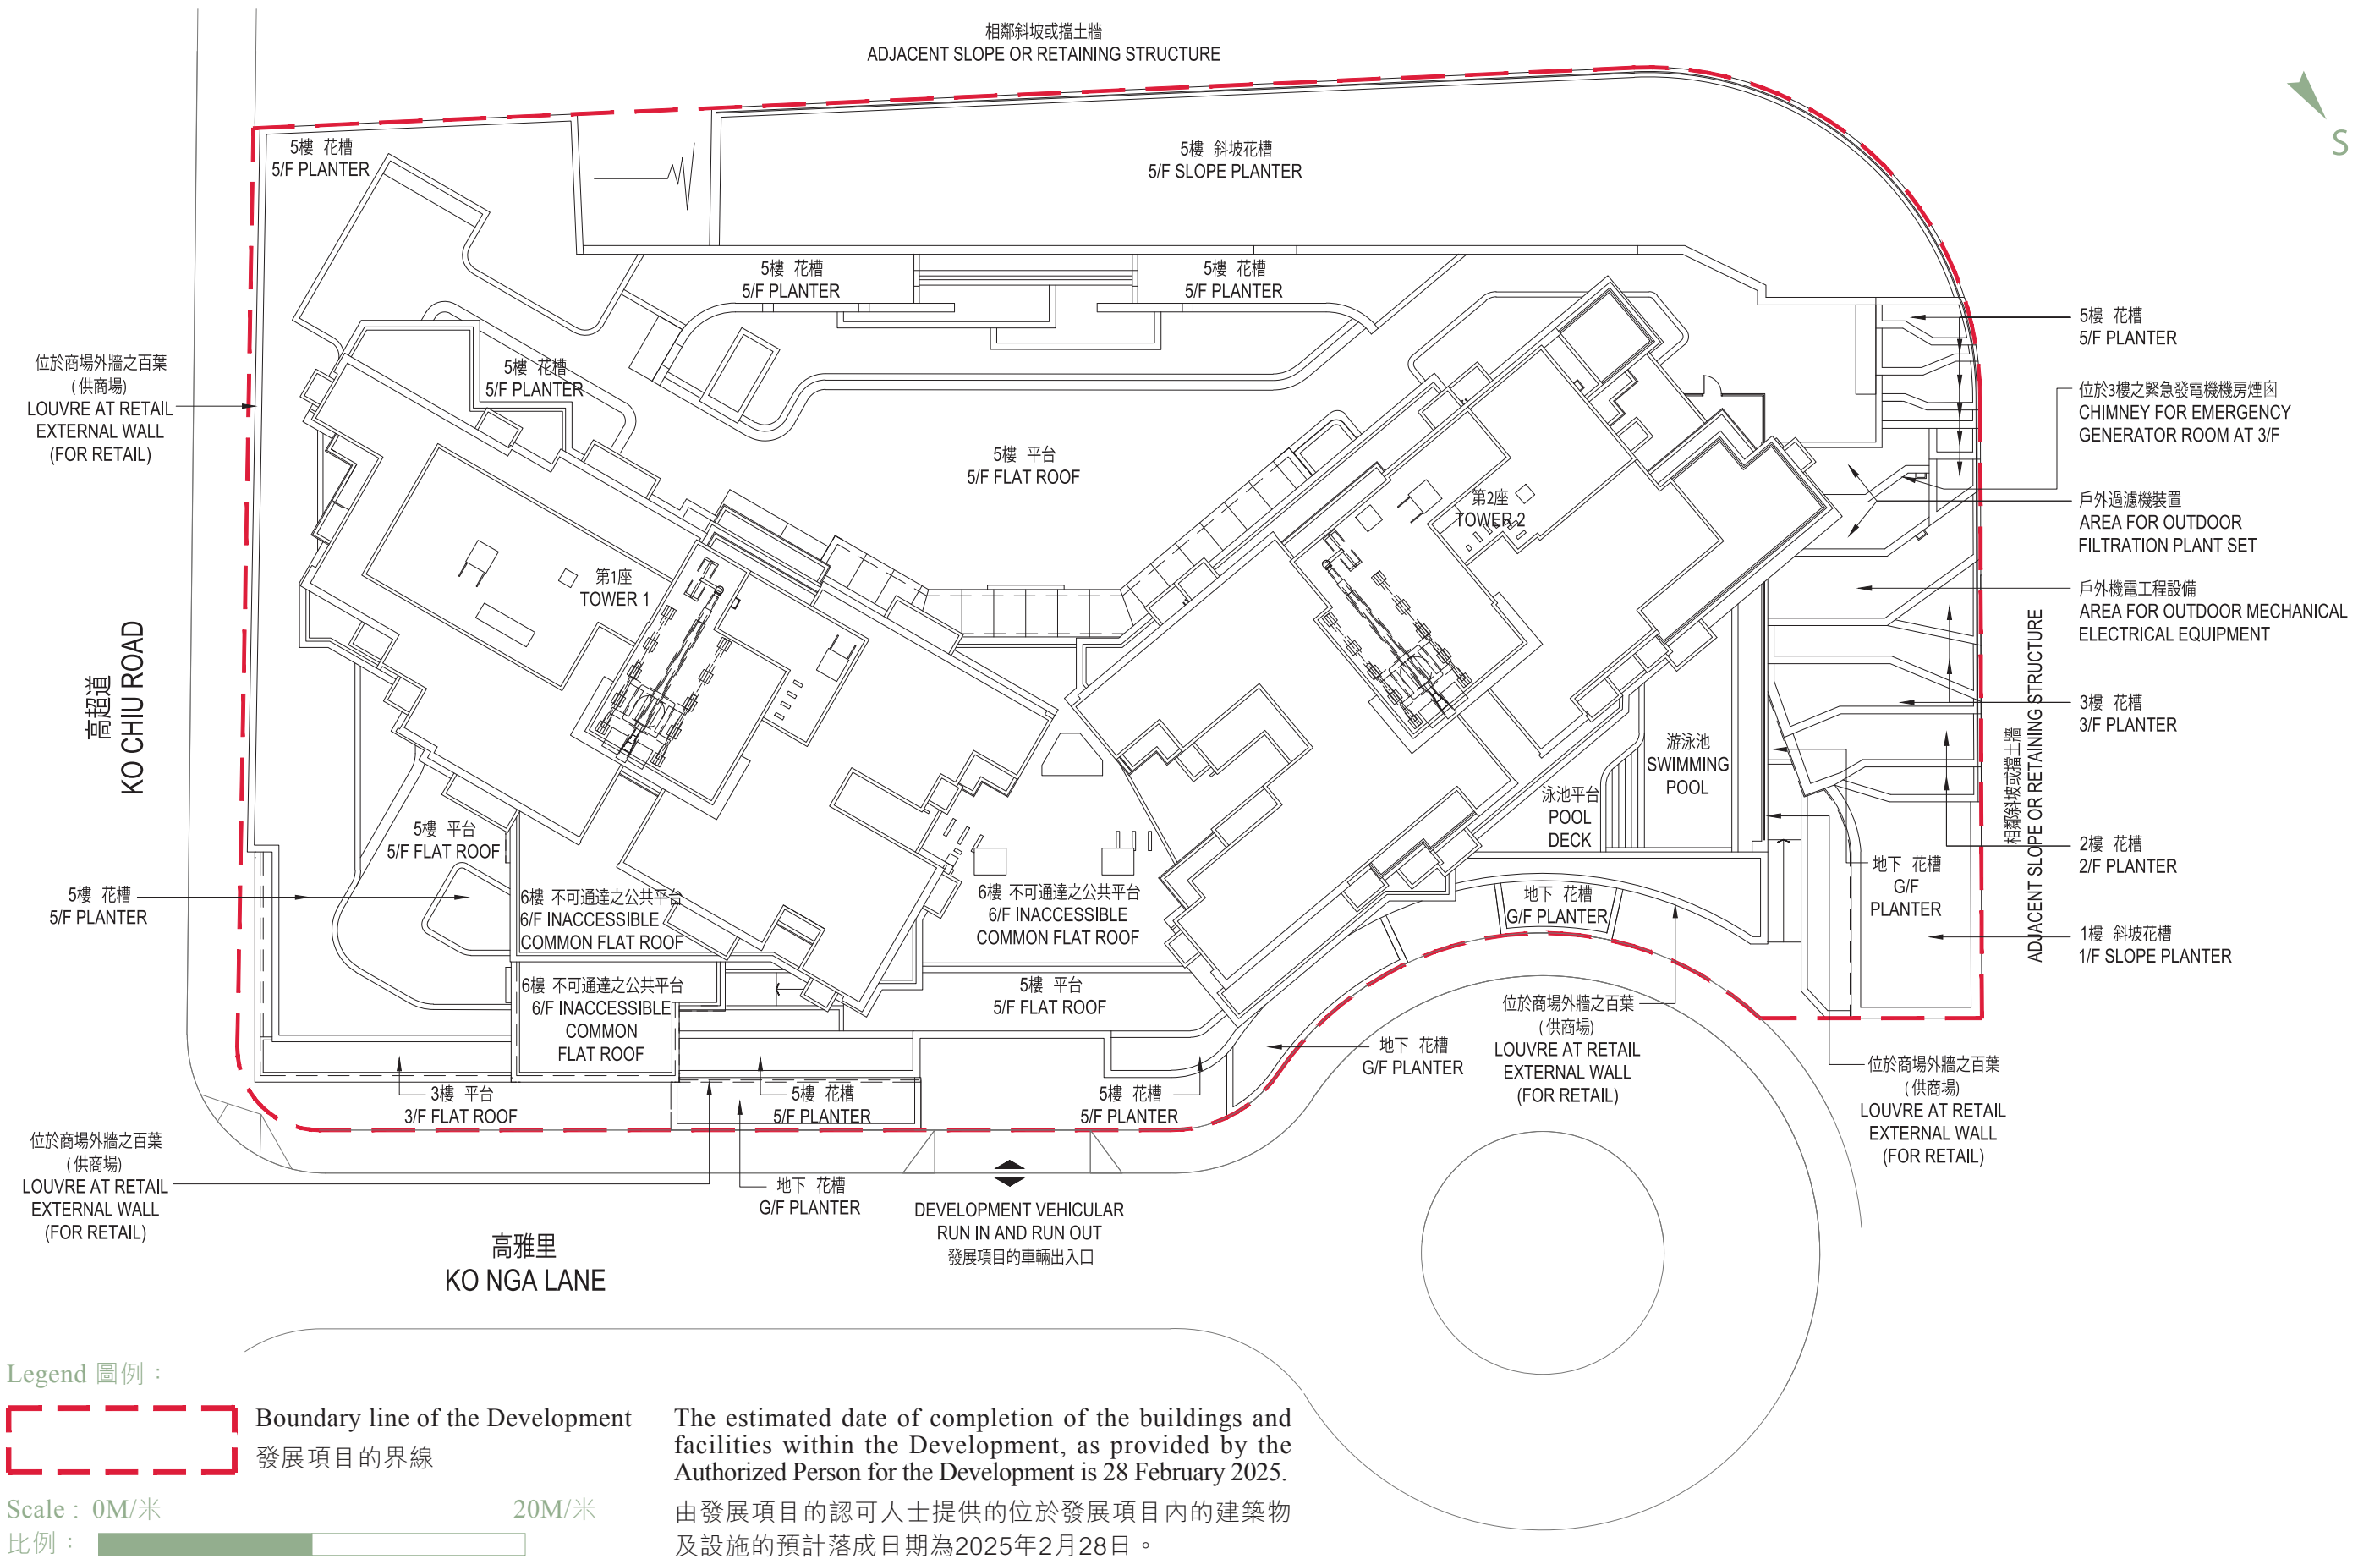 相鄰斜坡或擋土牆
ADJACENT SLOPE OR RETAINING STRUCTURE
S
5樓 花槽
5/F PLANTER
5樓 斜坡花槽
5/F SLOPE PLANTER
5樓 花槽
5/F PLANTER
5樓 花槽
5/F PLANTER
5樓 花槽
5/F PLANTER
位於商場外牆之百葉
(供商場)
LOUVRE AT RETAIL
EXTERNAL WALL
(FOR RETAIL)
5樓 花槽
5/F PLANTER
位於3樓之緊急發電機機房煙囪
CHIMNEY FOR EMERGENCY
GENERATOR ROOM AT 3/F
5樓 平台
5/F FLAT ROOF
第2座
TOWER 2
戶外過濾機裝置
AREA FOR OUTDOOR
FILTRATION PLANT SET
第1座
TOWER 1
戶外機電工程設備
AREA FOR OUTDOOR MECHANICAL
ELECTRICAL EQUIPMENT
高超道
KO CHIU ROAD
3樓 花槽
3/F PLANTER
相鄰斜坡或擋土牆
ADJACENT SLOPE OR RETAINING STRUCTURE
游泳池
SWIMMING
POOL
泳池平台
POOL
DECK
5樓 平台
5/F FLAT ROOF
2樓 花槽
2/F PLANTER
地下 花槽
G/F
PLANTER
5樓 花槽
5/F PLANTER
6樓 不可通達之公共平台
6/F INACCESSIBLE
COMMON FLAT ROOF
6樓 不可通達之公共平台
6/F INACCESSIBLE
COMMON FLAT ROOF
地下 花槽
G/F PLANTER
1樓 斜坡花槽
1/F SLOPE PLANTER
6樓 不可通達之公共平台
6/F INACCESSIBLE
COMMON
FLAT ROOF
5樓 平台
5/F FLAT ROOF
位於商場外牆之百葉
(供商場)
LOUVRE AT RETAIL
EXTERNAL WALL
(FOR RETAIL)
地下 花槽
G/F PLANTER
位於商場外牆之百葉
(供商場)
LOUVRE AT RETAIL
EXTERNAL WALL
(FOR RETAIL)
3樓 平台
3/F FLAT ROOF
5樓 花槽
5/F PLANTER
5樓 花槽
5/F PLANTER
位於商場外牆之百葉
(供商場)
LOUVRE AT RETAIL
EXTERNAL WALL
(FOR RETAIL)
地下 花槽
G/F PLANTER
DEVELOPMENT VEHICULAR
RUN IN AND RUN OUT
發展項目的車輛出入口
高雅里
KO NGA LANE
Legend 圖例：
Boundary line of the Development
發展項目的界線
Scale : 0M/米 20M/米
比例：
The estimated date of completion of the buildings and
facilities within the Development, as provided by the
Authorized Person for the Development is 28 February 2025.
由發展項目的認可人士提供的位於發展項目內的建築物
及設施的預計落成日期為2025年2月28日。